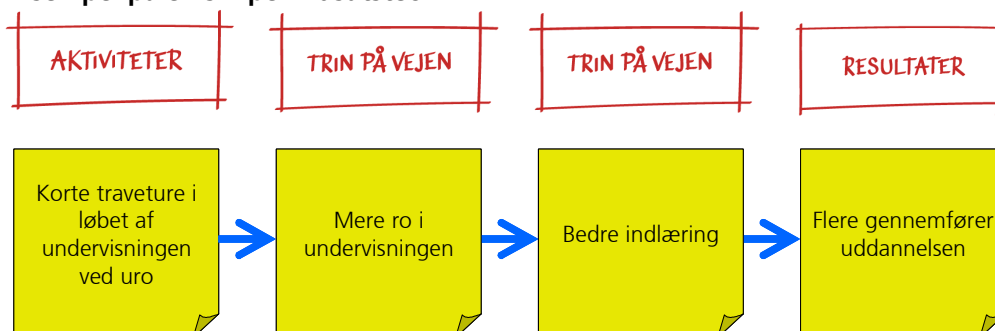 AKTIVITETER
TRIN PÅ VEJEN
TRIN PÅ VEJEN
RESULTATER
Korte traveture i
løbet af
undervisningen
ved uro
Mere ro i
undervisningen
Bedre indlæring
Flere gennemfører
uddannelsen